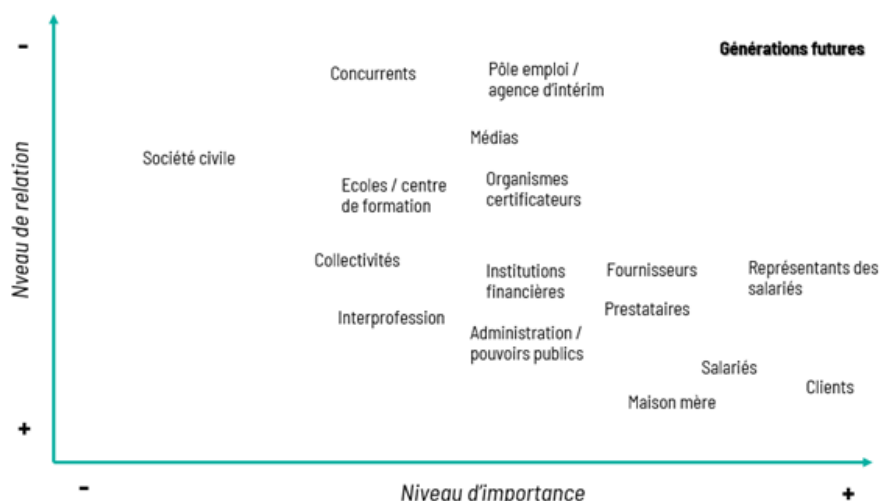 -
Générations futures
Concurrents
Pôle emploi /
agence d'intérim
Médias
Société civile
Ecoles / centre
de formation
Organismes
certificateurs
Nveau de relation
Collectivités
Institutions
financières
Fournisseurs
Représentants des
salariés
Prestataires
Interprofession
Administration /
pouvoirs publics
Salariés
Clients
Maison mère
+
-
Niveau d'importance
+